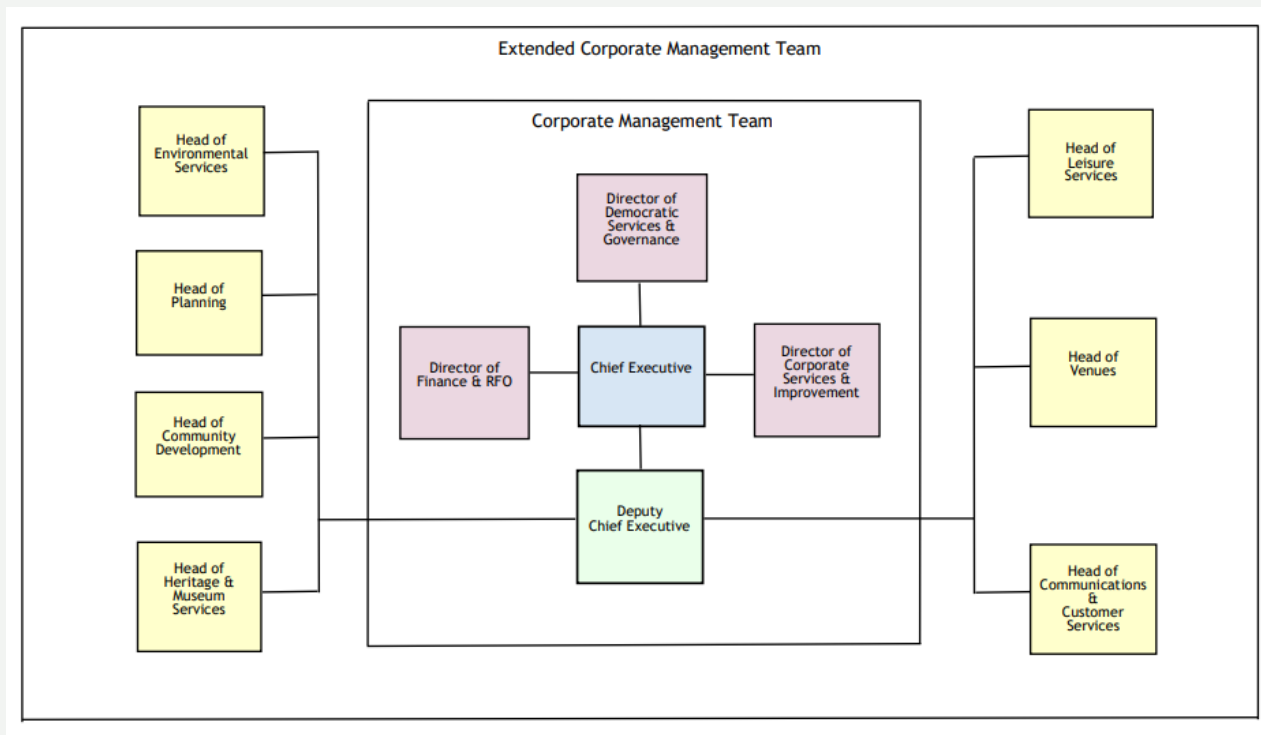 Extended Corporate Management Team
Corporate Management Team
Head of
Environmental
Services
Head of
Planning
Head of
Community
Development
Head of
Heritage &
Museum
Services
Director of
Democratic
Services &
Governance
Director of
Finance & RFO
Chief Executive
Director of
Corporate
Services &
Improvement
Deputy
Chief Executive
Head of
Leisure
Services
Head of
Venues
Head of
Communications
&
Customer
Services